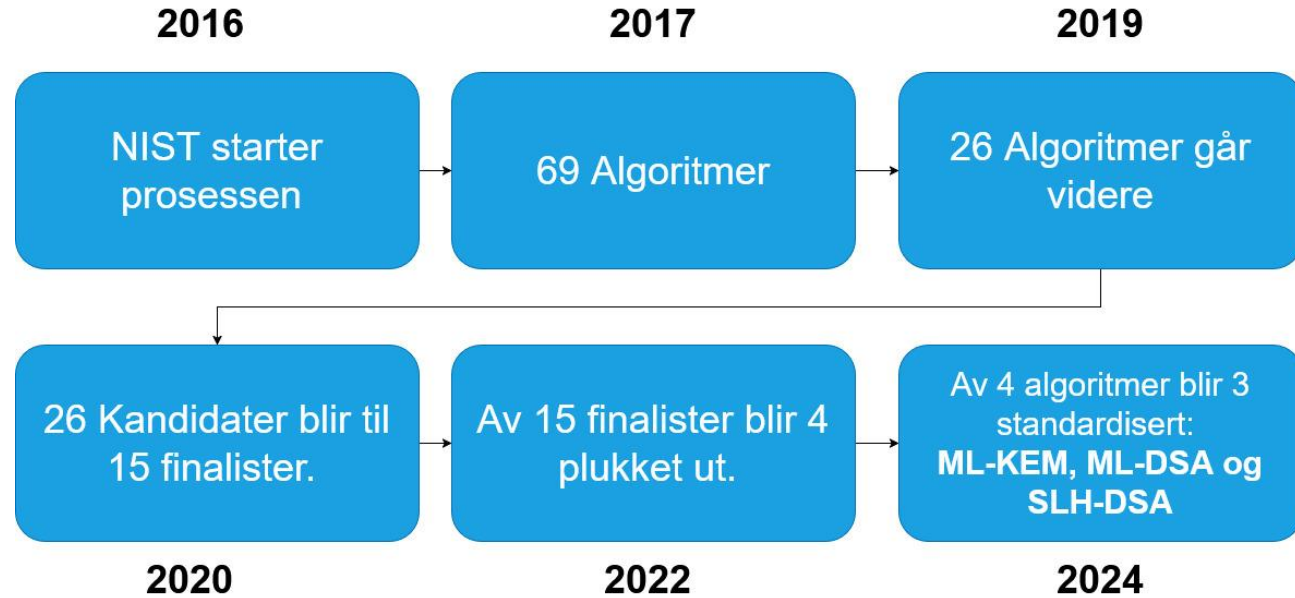 2016
2017
2019
NIST starter
prosessen
69 Algoritmer
26 Algoritmer går
videre
26 Kandidater blir til
15 finalister.
Av 15 finalister blir 4
plukket ut.
Av 4 algoritmer blir 3
standardisert:
ML-KEM, ML-DSA og
SLH-DSA
2020
2022
2024